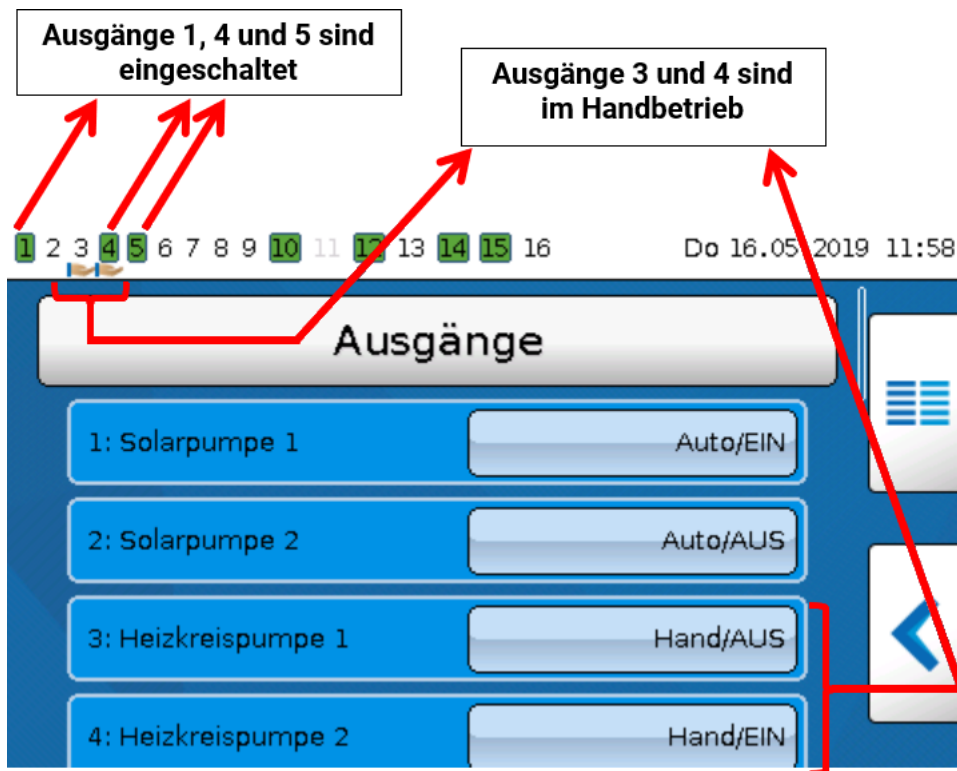 Ausgänge 1, 4 und 5 sind
eingeschaltet
Ausgänge 3 und 4 sind
im Handbetrieb
1 2 3 4 5 6 7 8 9 10 11 12 13 14 15 16 Do 16.05.2019 11:58
Ausgänge
1: Solarpumpe 1 Auto/EIN
2: Solarpumpe 2 Auto/AUS
3: Heizkreispumpe 1 Hand/AUS
4: Heizkreispumpe 2 Hand/EIN